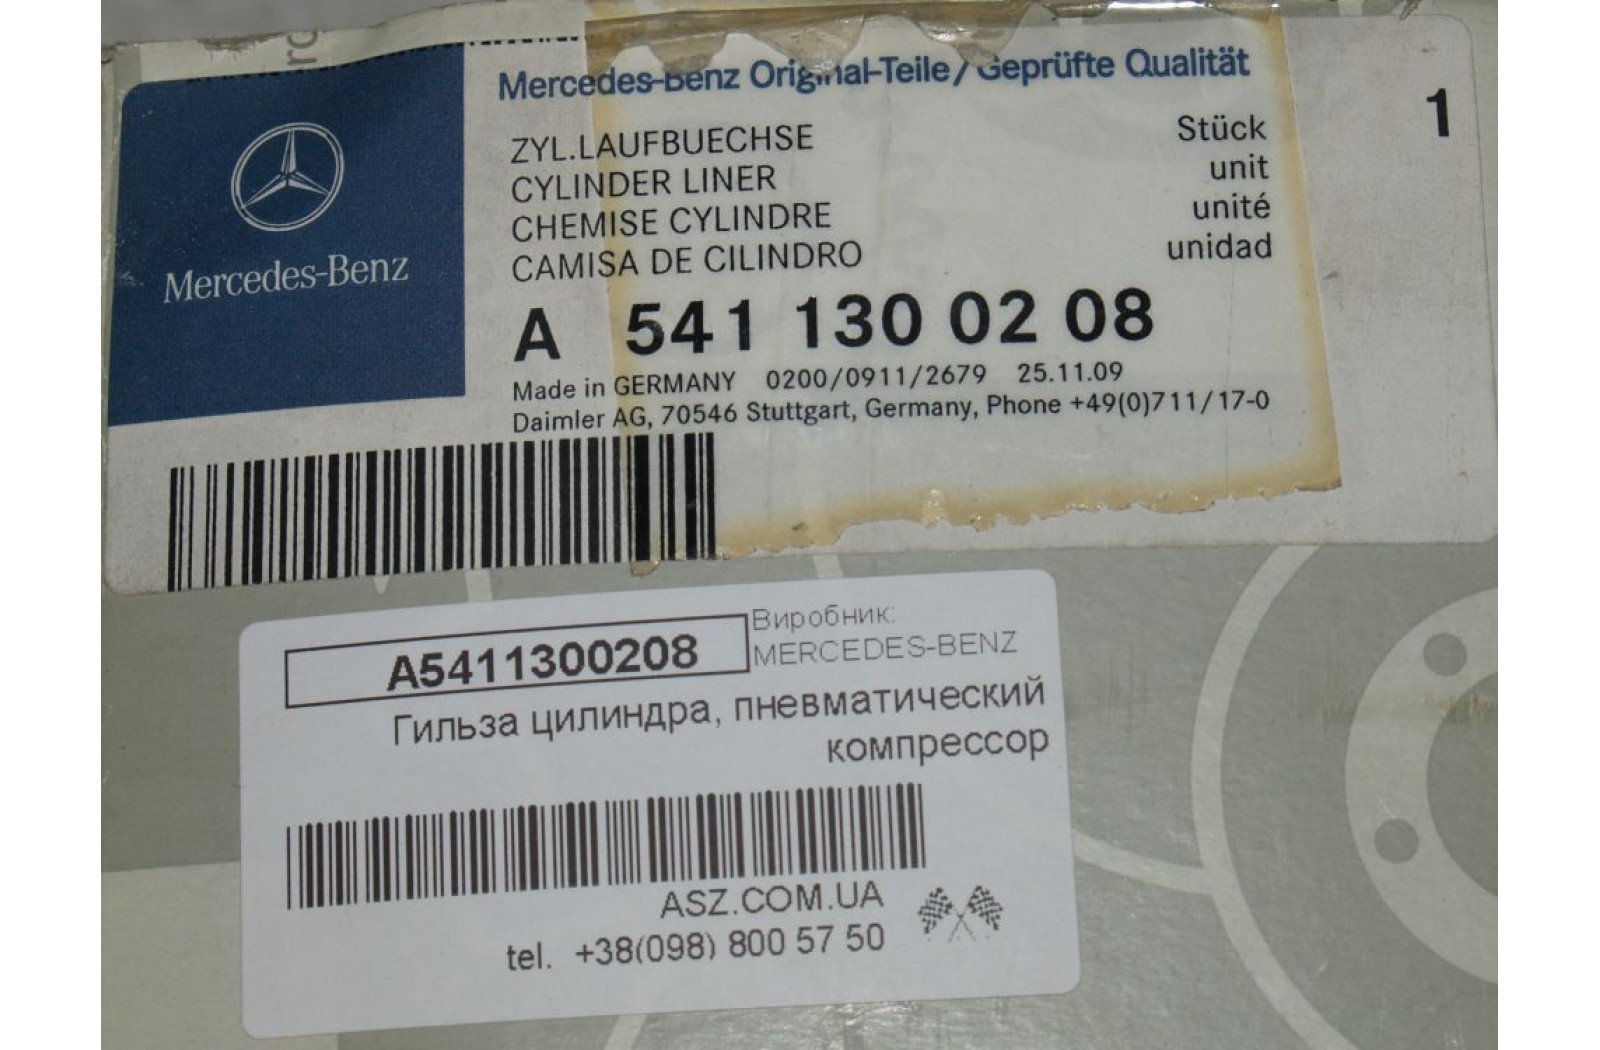 Mercedes-Benz
Mercedes-Benz Original-Teile/Geprüfte Qualität
ZYL.LAUFBUECHSE
CYLINDER LINER
CHEMISE CYLINDRE
CAMISA DE CILINDRO
Stück
unit
unité
unidad
1
A 541 130 02 08
Made in GERMANY 0200/0911/2679 25.11.09
Daimler AG, 70546 Stuttgart, Germany, Phone +49(0)711/17-0
A5411300208
Виробник:
MERCEDES-BENZ
Гильза цилиндра, пневматический
компрессор
ASZ.COM.UA
tel. +38(098) 800 57 50